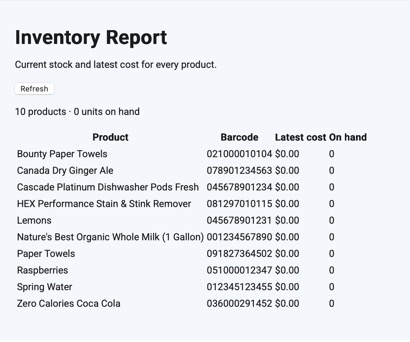 Inventory Report
Current stock and latest cost for every product.
Refresh
10 products · 0 units on hand
Product Barcode Latest cost On hand
Bounty Paper Towels 021000010104 $0.00 0
Canada Dry Ginger Ale 078901234563 $0.00 0
Cascade Platinum Dishwasher Pods Fresh 045678901234 $0.00 0
HEX Performance Stain & Stink Remover 081297010115 $0.00 0
Lemons 045678901231 $0.00 0
Nature's Best Organic Whole Milk (1 Gallon) 001234567890 $0.00 0
Paper Towels 091827364502 $0.00 0
Raspberries 051000012347 $0.00 0
Spring Water 012345123455 $0.00 0
Zero Calories Coca Cola 036000291452 $0.00 0